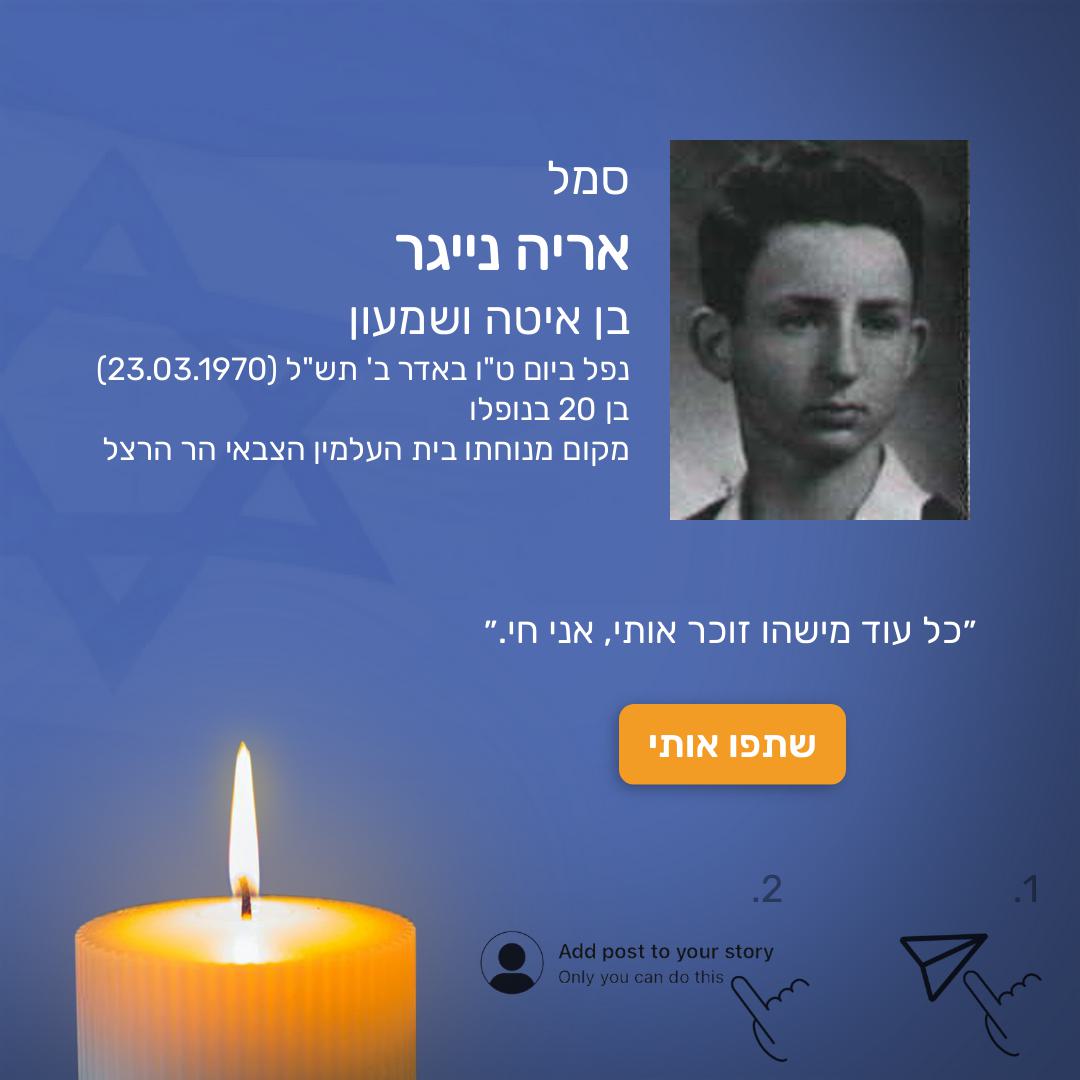 סמל
אריה נייגר
בן איטה ושמעון
נפל ביום ט"ו באדר ב' תש"ל (23.03.1970)
בן 20 בנופלו
מקום מנוחתו בית העלמין הצבאי הר הרצל
״כל עוד מישהו זוכר אותי, אני חי.״
שתפו אותי
1.
2.
Add post to your story
Only you can do this